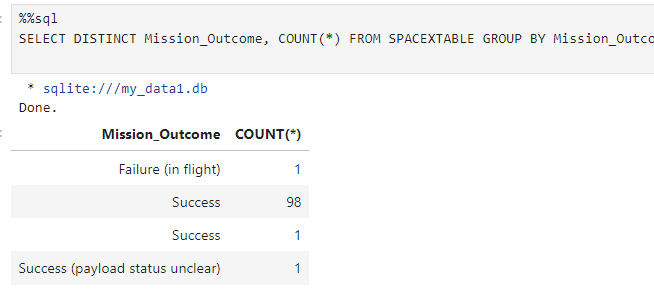 %%sql
SELECT DISTINCT Mission_Outcome, COUNT(*) FROM SPACEXTABLE GROUP BY Mission_Outco
* sqlite:///my_data1.db
Done.
Mission_Outcome COUNT(*)
Failure (in flight) 1
Success 98
Success 1
Success (payload status unclear) 1